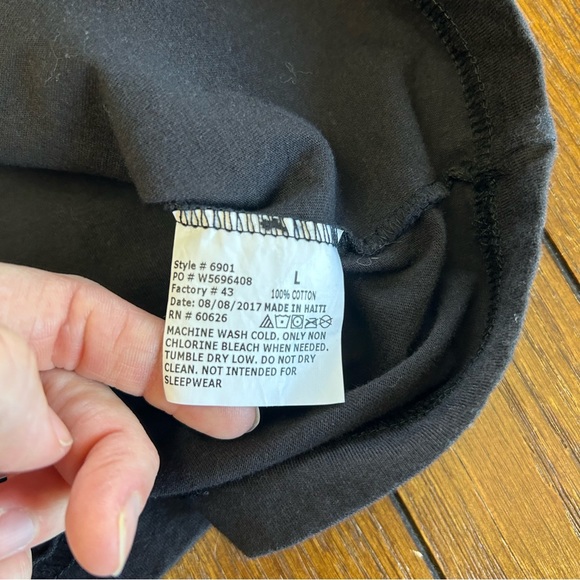 Style # 6901
PO # W5696408
L
Factory # 43
100% COTTON
Date: 08/08/2017 MADE IN HAITI
RN # 60626
MACHINE WASH COLD. ONLY NON
CHLORINE BLEACH WHEN NEEDED.
TUMBLE DRY LOW. DO NOT DRY
CLEAN. NOT INTENDED FOR
SLEEPWEAR